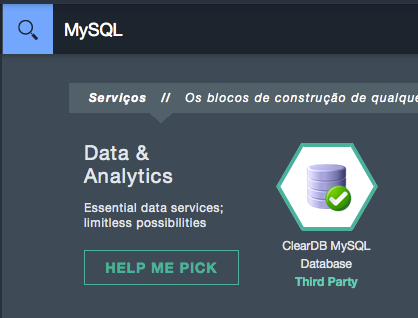 MySQL
Serviços // Os blocos de construção de
Data &
Analytics
Essential data services;
limitless possibilities
HELP ME PICK
ClearDB MySQL
Database
Third Party